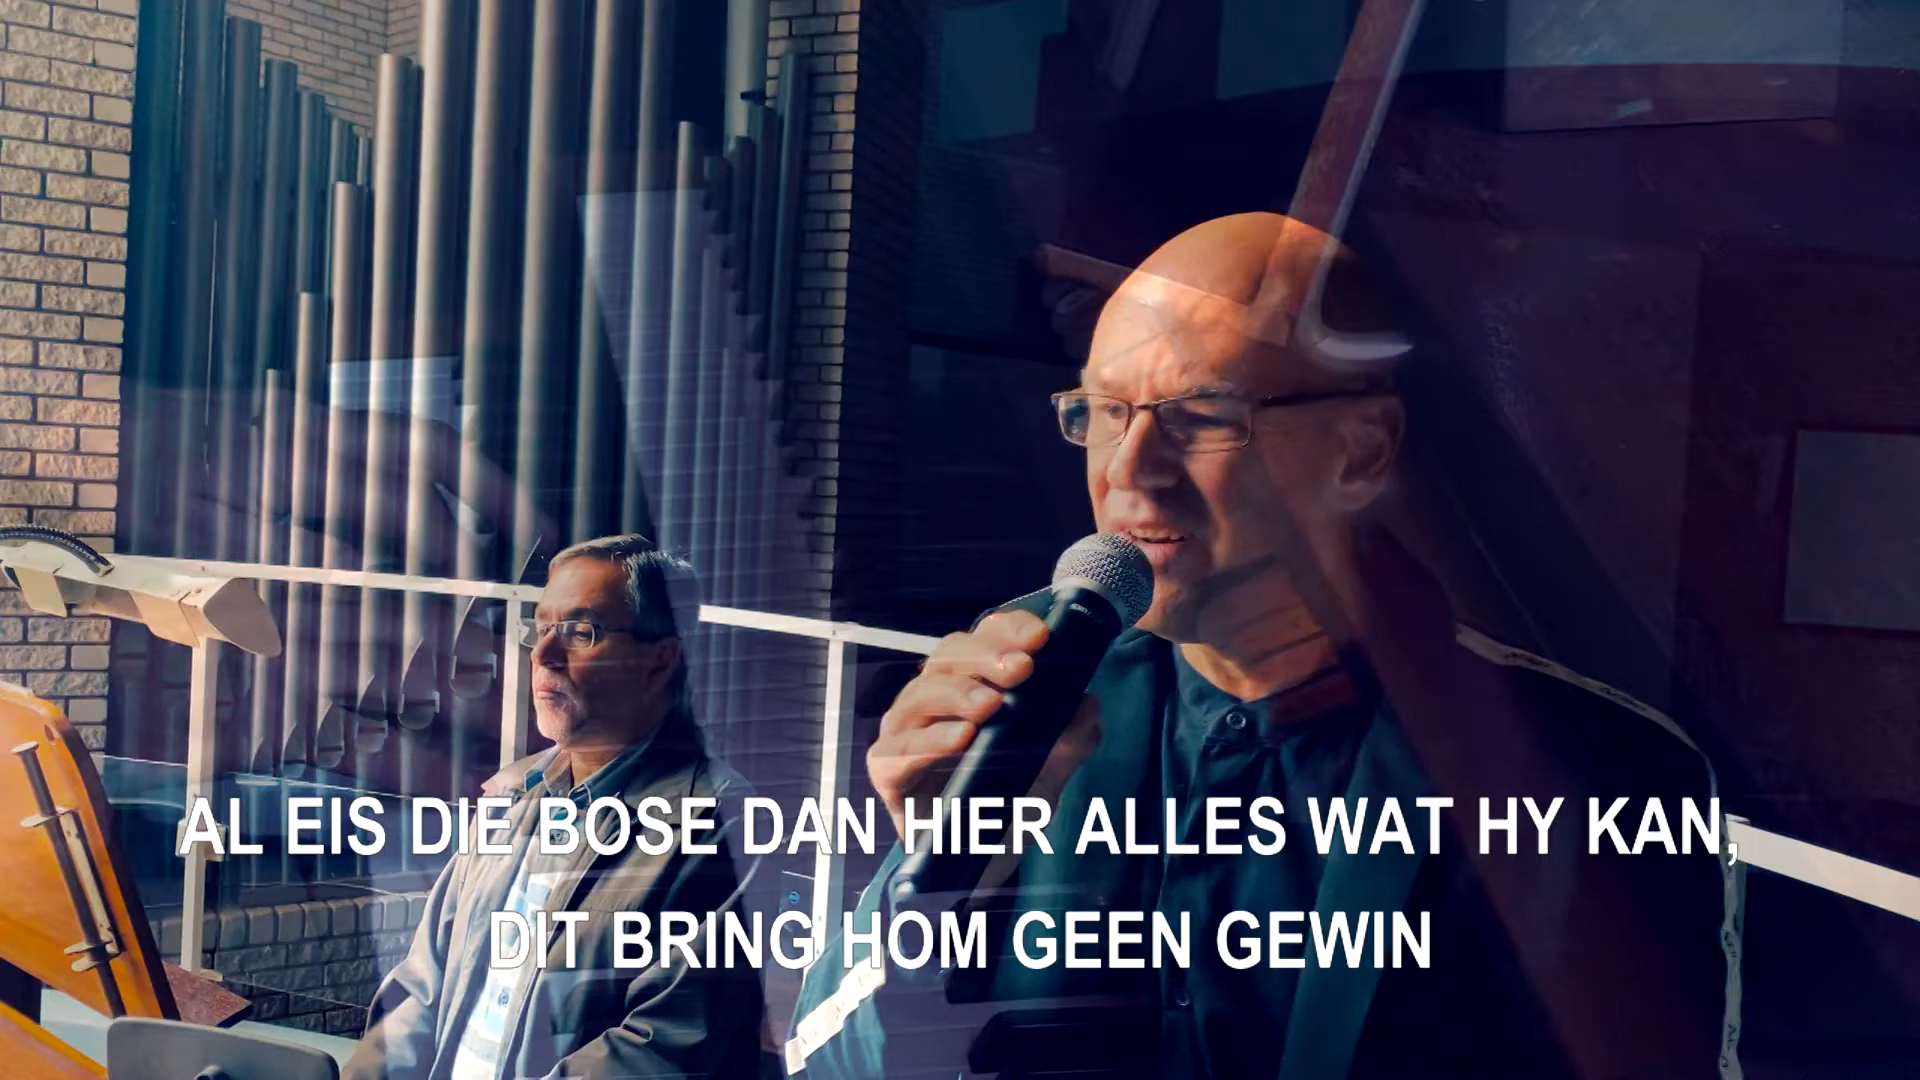 AL EIS DIE BOSE DAN HIER ALLES WAT HY KAN,
DIT BRING HOM GEEN GEWIN